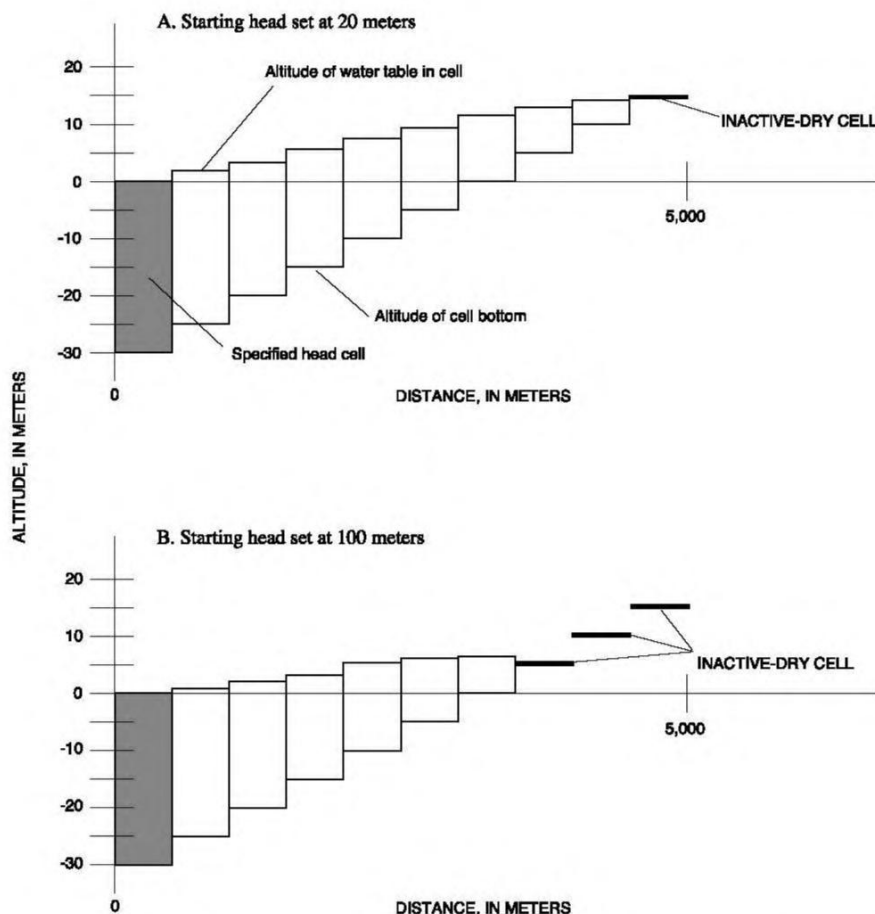 A. Starting head set at 20 meters
Altitude of water table in cell
20
10
0
-10
-20
-30
INACTIVE-DRY CELL
5,000
Altitude of cell bottom
Specified head cell
0
DISTANCE, IN METERS
ALTITUDE, IN METERS
B. Starting head set at 100 meters
20
10
0
-10
-20
-30
INACTIVE-DRY CELL
5,000
0
DISTANCE, IN METERS